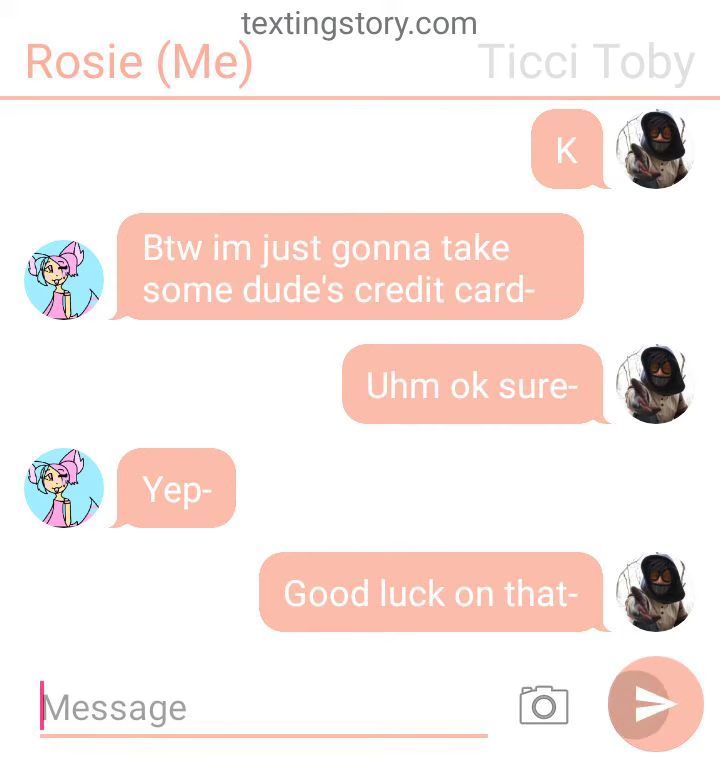 textingstory.com
Rosie (Me)
Ticci Toby
K
Btw im just gonna take
some dude's credit card-
Uhm ok sure-
Yep-
Good luck on that-
Message